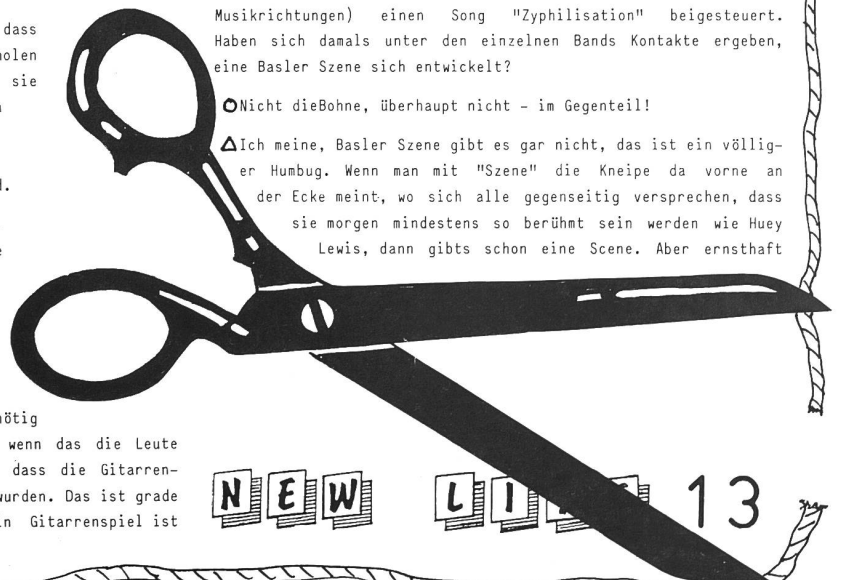 dass
olen
sie
d.
e
nötig
wenn das die Leute
dass die Gitarren-
wurden. Das ist grade
in Gitarrenspiel ist
Musikrichtungen) einen Song "Zyphilisation" beigesteuert.
Haben sich damals unter den einzelnen Bands Kontakte ergeben,
eine Basler Szene sich entwickelt?
O Nicht dieBohne, überhaupt nicht – im Gegenteil!
△ Ich meine, Basler Szene gibt es gar nicht, das ist ein völlig-
er Humbug. Wenn man mit "Szene" die Kneipe da vorne an
der Ecke meint, wo sich alle gegenseitig versprechen, dass
sie morgen mindestens so berühmt sein werden wie Huey
Lewis, dann gibts schon eine Scene. Aber ernsthaft
NEW LI 13